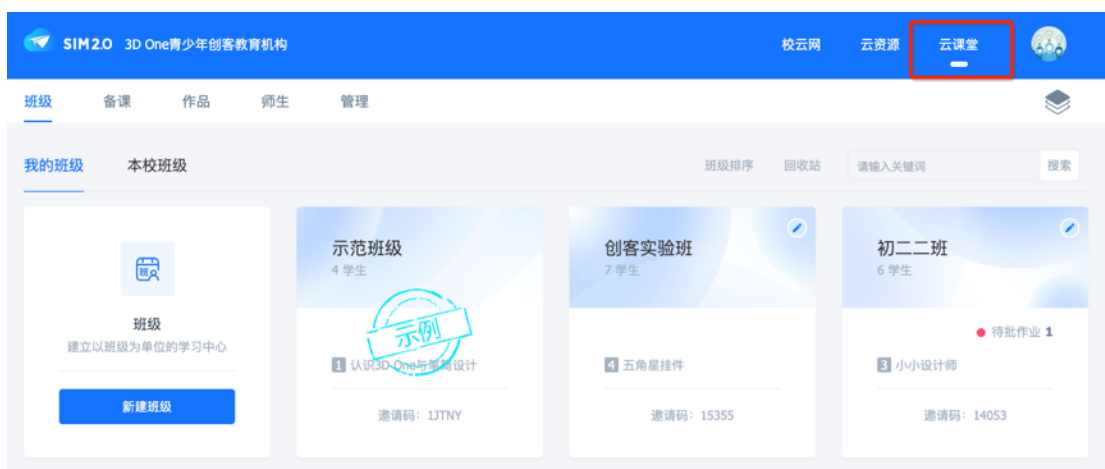 SIM2.0 3D One青少年创客教育机构 校云网 云资源 云课堂
班级 备课 作品 师生 管理
我的班级 本校班级 班级排序 回收站 请输入关键词 搜索
班
班级
建立以班级为单位的学习中心
新建班级
示范班级
4 学生
示例
1 认识3D One与笔筒设计
邀请码：1JTNY
创客实验班
7 学生
4 五角星挂件
邀请码：15355
初二二班
6 学生
待批作业 1
3 小小设计师
邀请码：14053